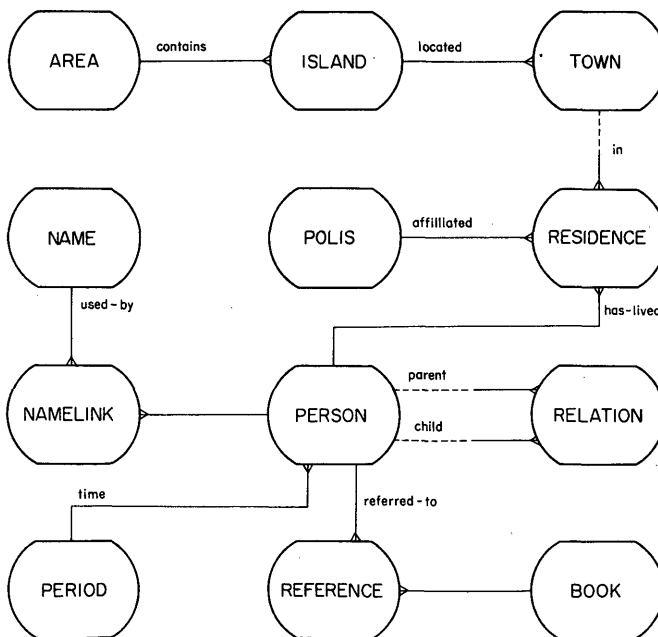 contains
located
AREA
ISLAND
TOWN
in
NAME
POLIS
affilliated
RESIDENCE
used-by
has-lived
parent
NAMELINK
PERSON
RELATION
child
time
referred-to
PERIOD
REFERENCE
BOOK